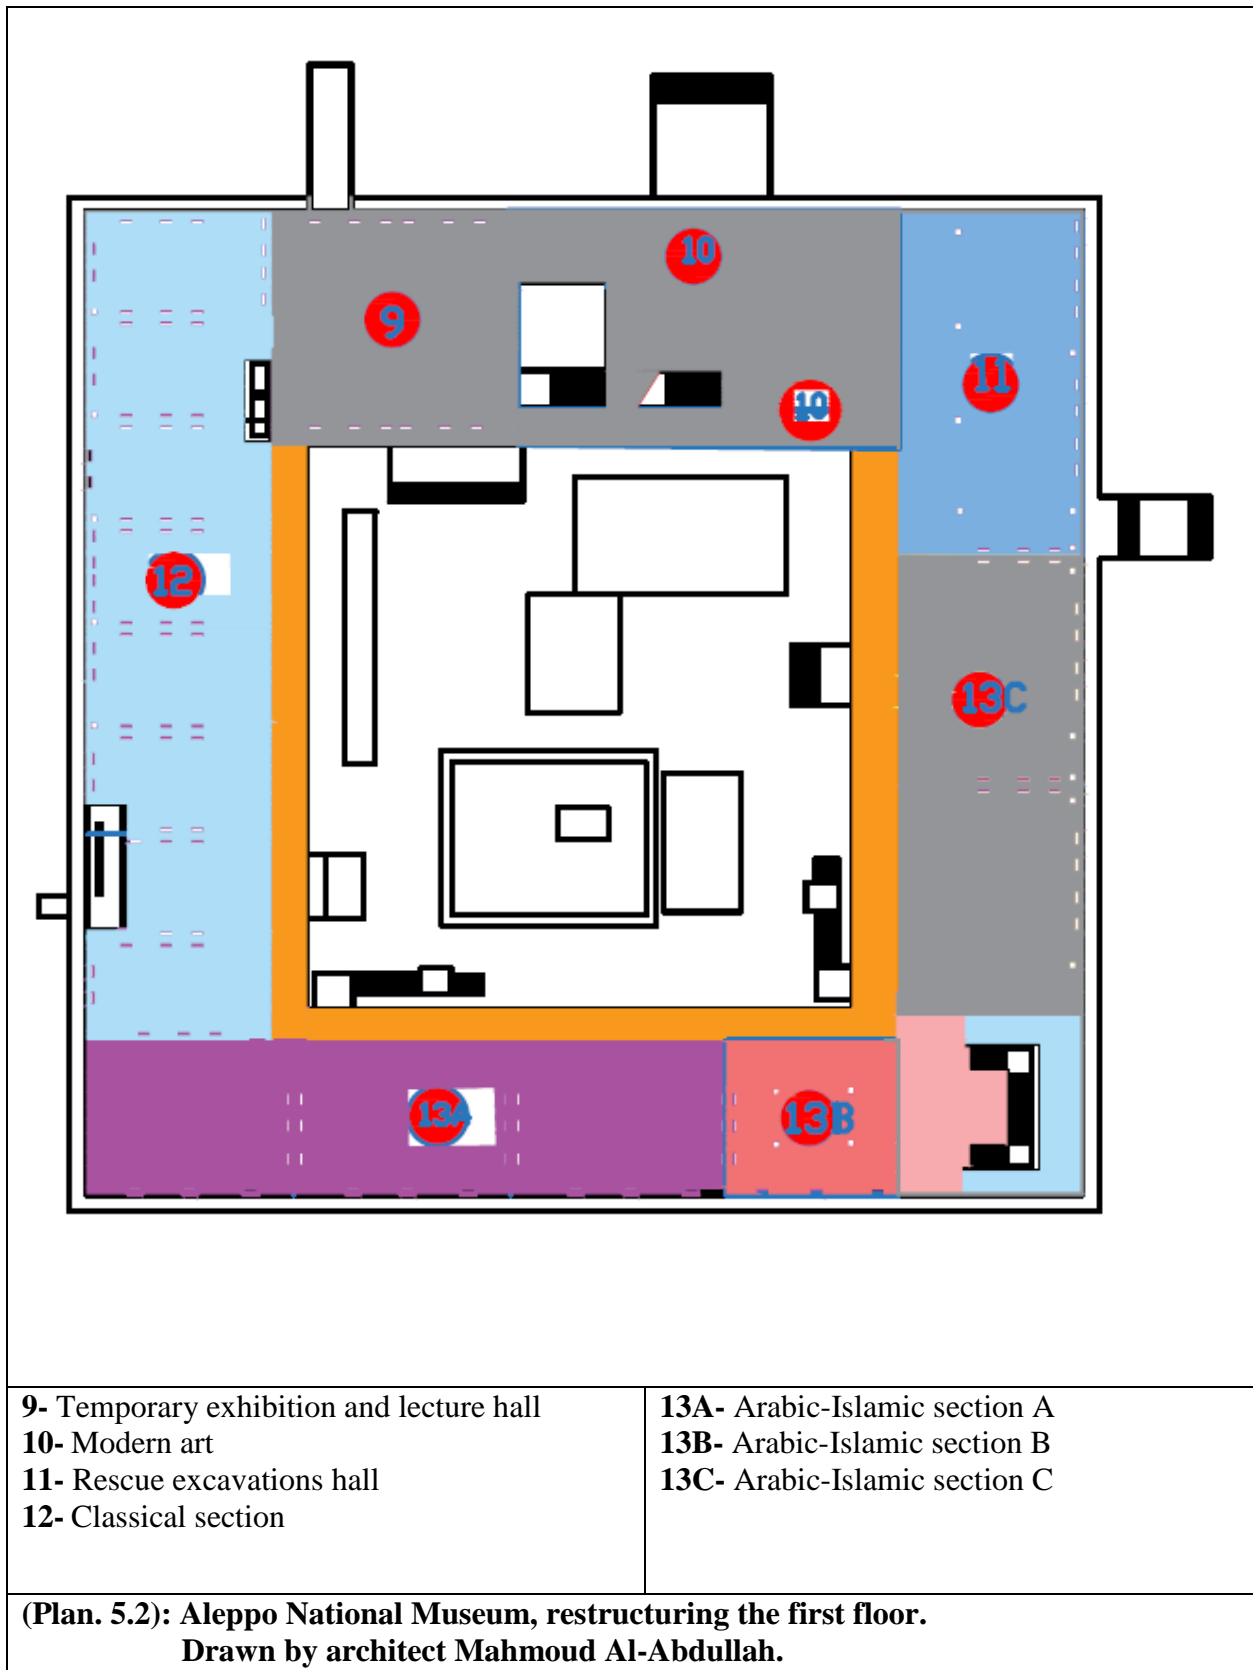 10
9
11
10
12
13C
13A
13B
9- Temporary exhibition and lecture hall
10- Modern art
11- Rescue excavations hall
12- Classical section
13A- Arabic-Islamic section A
13B- Arabic-Islamic section B
13C- Arabic-Islamic section C
(Plan. 5.2): Aleppo National Museum, restructuring the first floor.
Drawn by architect Mahmoud Al-Abdullah.